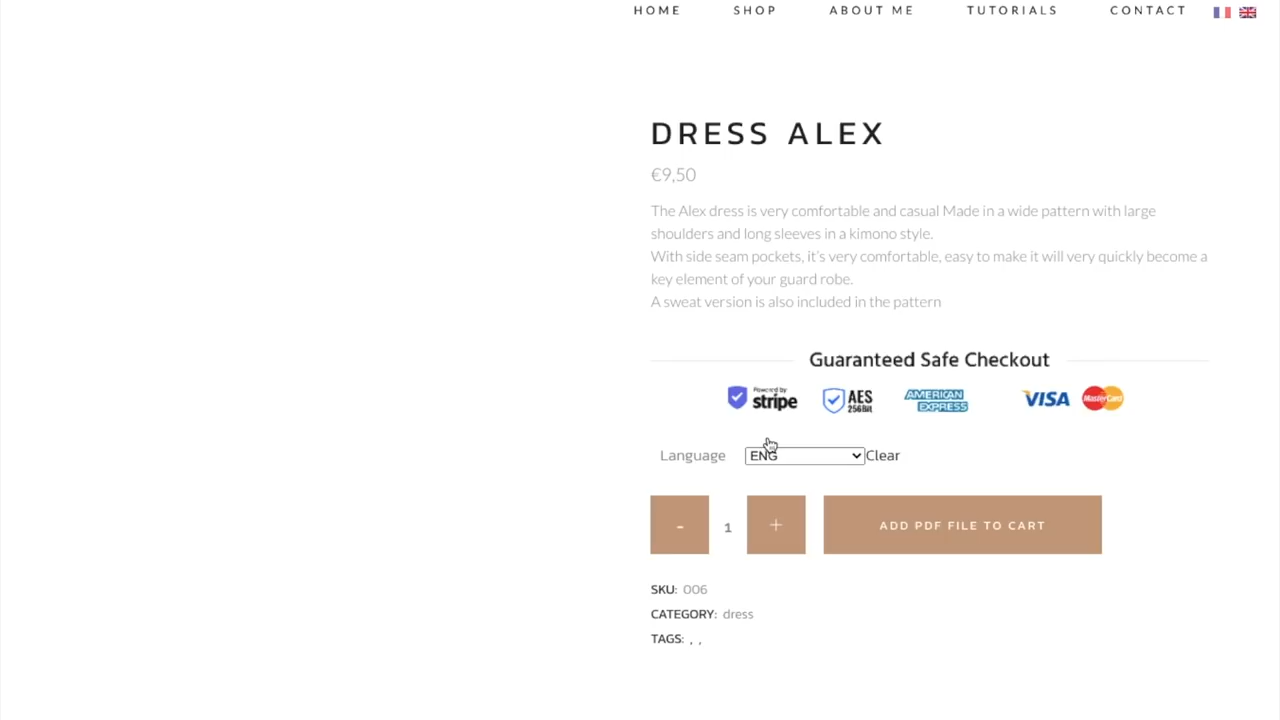 HOME SHOP ABOUT ME TUTORIALS CONTACT
DRESS ALEX
€9,50
The Alex dress is very comfortable and casual Made in a wide pattern with large
shoulders and long sleeves in a kimono style.
With side seam pockets, it's very comfortable, easy to make it will very quickly become a
key element of your guard robe.
A sweat version is also included in the pattern
Guaranteed Safe Checkout
Powered by
stripe
AES
256Bit
AMERICAN
EXPRESS
VISA
MasterCard
Language ENG Clear
- 1 + ADD PDF FILE TO CART
SKU: 006
CATEGORY: dress
TAGS: , ,